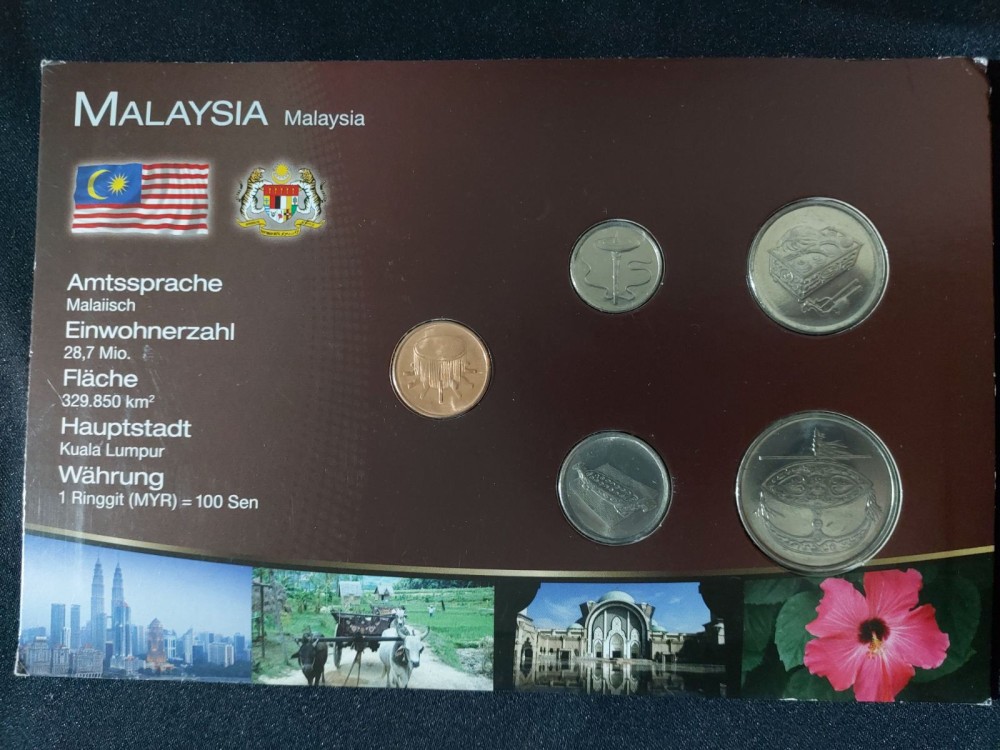 MALAYSIA Malaysia
Amtssprache
Malaiisch
Einwohnerzahl
28,7 Mio.
Fläche
329.850 km²
Hauptstadt
Kuala Lumpur
Währung
1 Ringgit (MYR) = 100 Sen